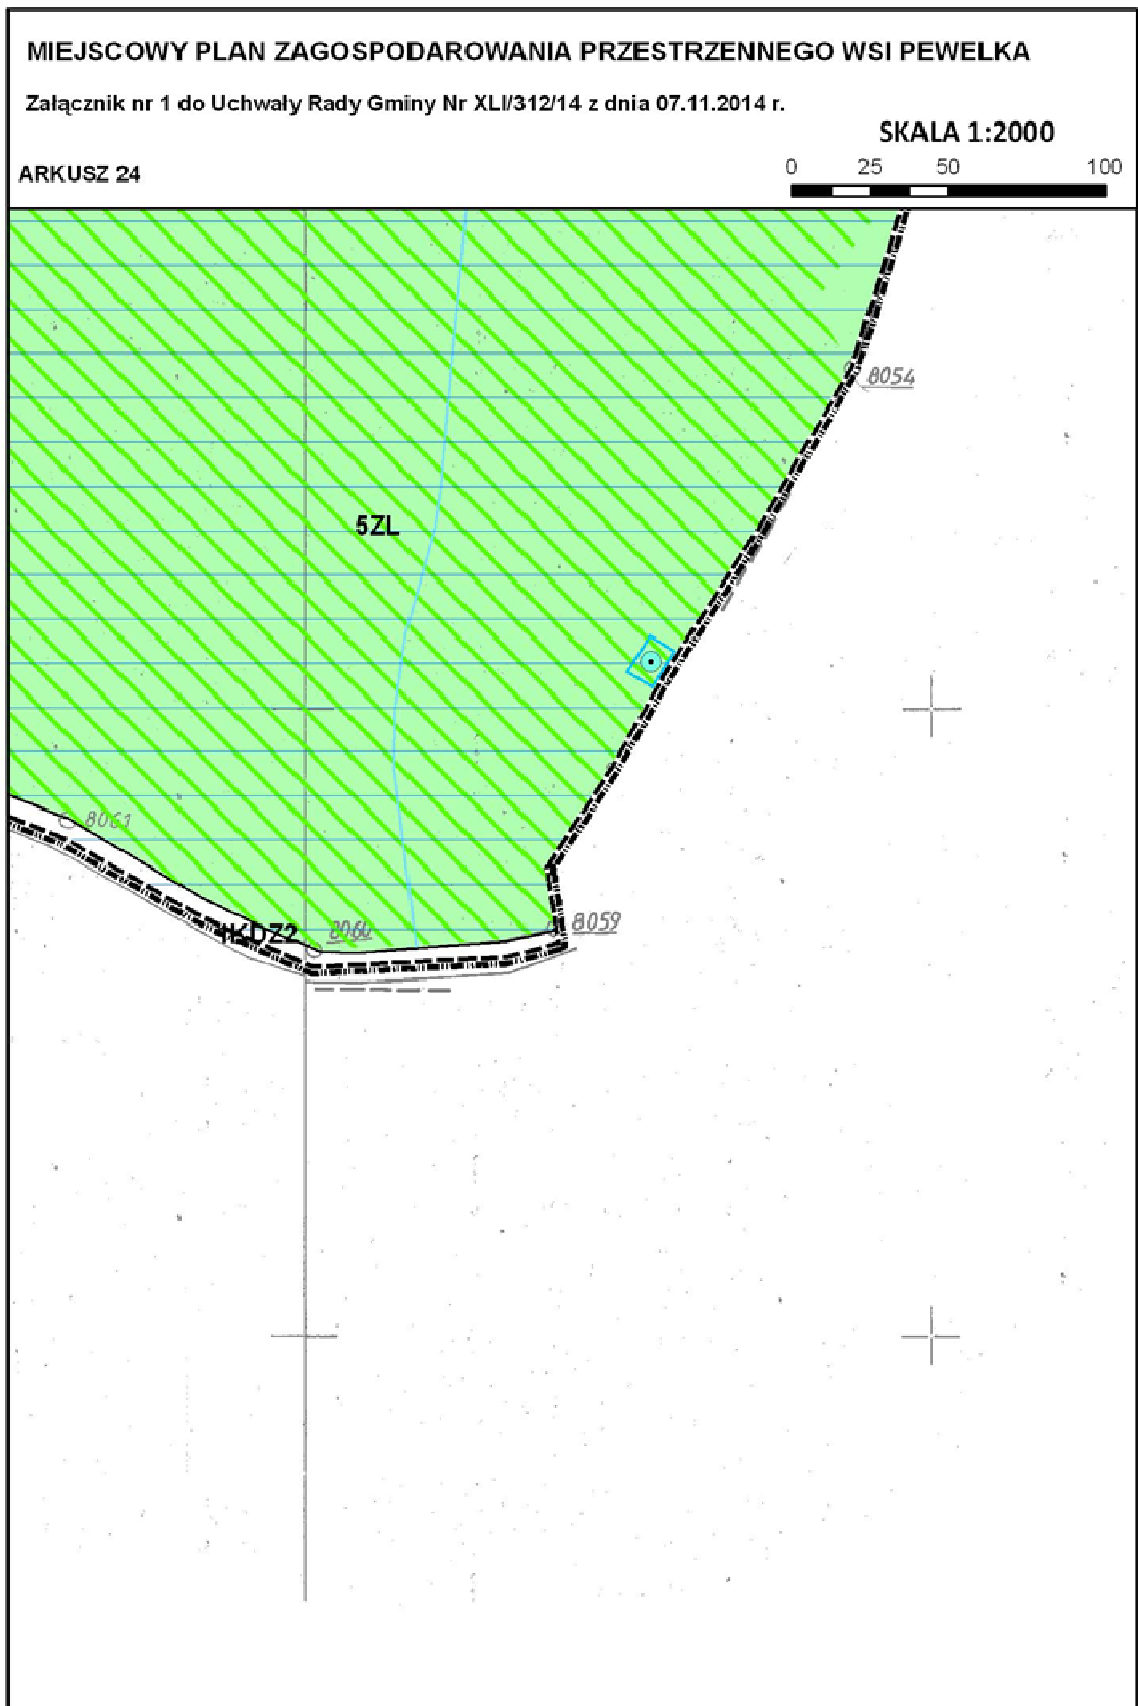 MIEJSCOWY PLAN ZAGOSPODAROWANIA PRZESTRZENNEGO WSI PEWELKA
Załącznik nr 1 do Uchwały Rady Gminy Nr XLI/312/14 z dnia 07.11.2014 r.
SKALA 1:2000
ARKUSZ 24
0 25 50 100
8054
5ZL
8061
1KDZ2 8060 8059